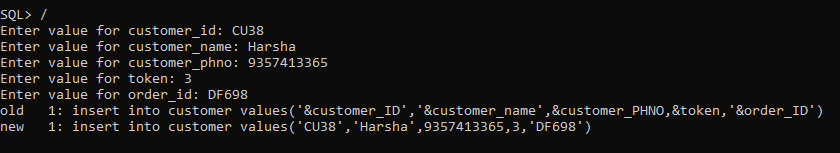 SQL> /
Enter value for customer_id: CU38
Enter value for customer_name: Harsha
Enter value for customer_phno: 9357413365
Enter value for token: 3
Enter value for order_id: DF698
old   1: insert into customer values('&customer_ID','&customer_name',&customer_PHNO,&token,'&order_ID')
new   1: insert into customer values('CU38','Harsha',9357413365,3,'DF698')